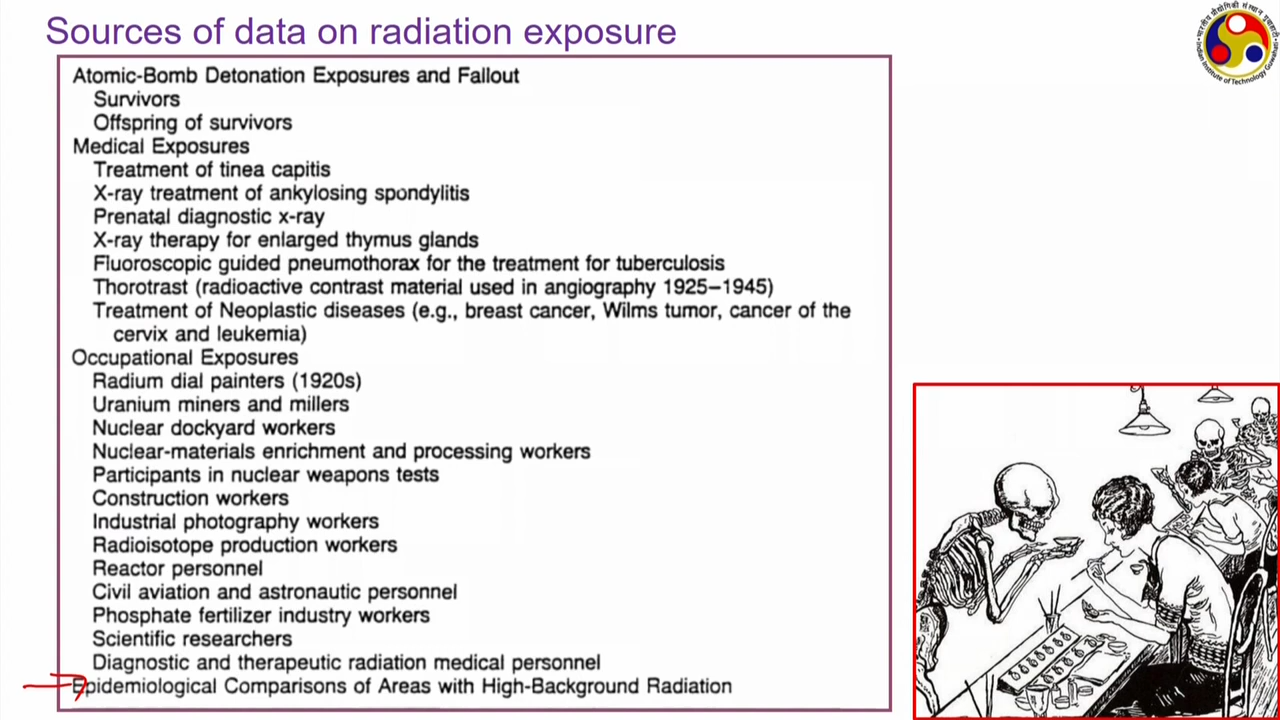 Sources of data on radiation exposure
Atomic-Bomb Detonation Exposures and Fallout
Survivors
Offspring of survivors
Medical Exposures
Treatment of tinea capitis
X-ray treatment of ankylosing spondylitis
Prenatal diagnostic x-ray
X-ray therapy for enlarged thymus glands
Fluoroscopic guided pneumothorax for the treatment for tuberculosis
Thorotrast (radioactive contrast material used in angiography 1925–1945)
Treatment of Neoplastic diseases (e.g., breast cancer, Wilms tumor, cancer of the
cervix and leukemia)
Occupational Exposures
Radium dial painters (1920s)
Uranium miners and millers
Nuclear dockyard workers
Nuclear-materials enrichment and processing workers
Participants in nuclear weapons tests
Construction workers
Industrial photography workers
Radioisotope production workers
Reactor personnel
Civil aviation and astronautic personnel
Phosphate fertilizer industry workers
Scientific researchers
Diagnostic and therapeutic radiation medical personnel
Epidemiological Comparisons of Areas with High-Background Radiation
Indian Institute of Technology Guwahati